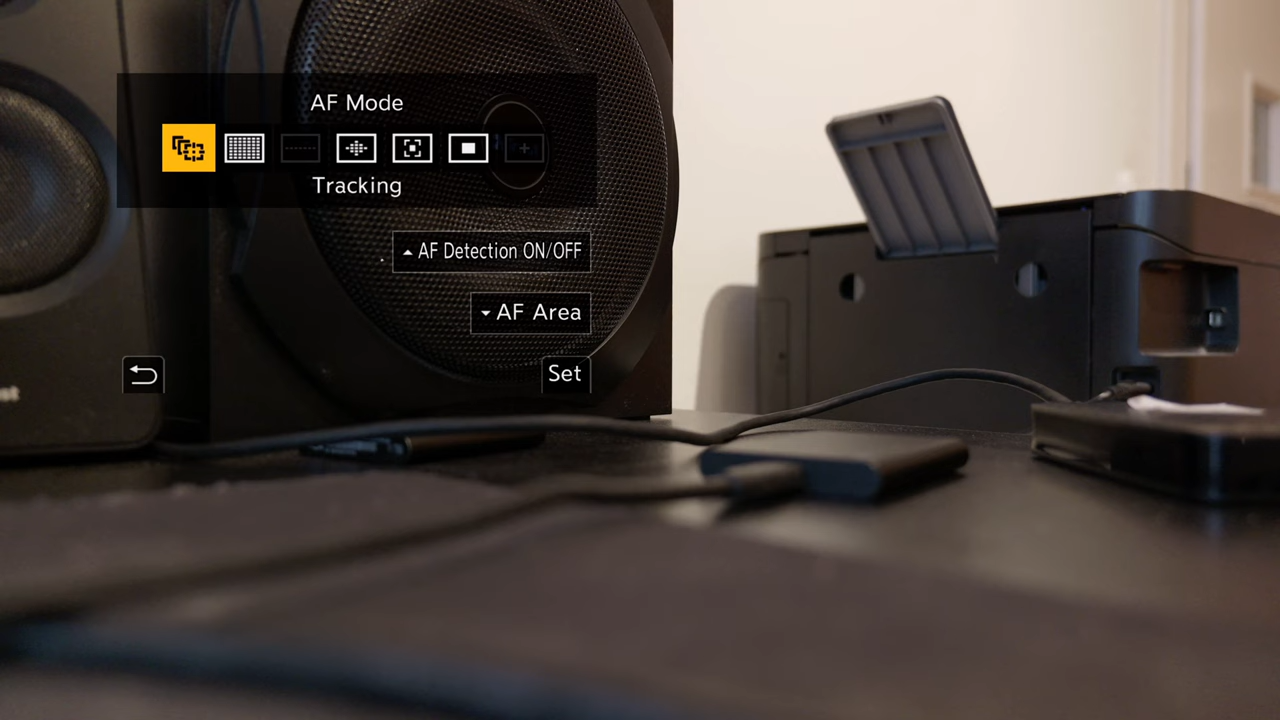 AF Mode
Tracking
AF Detection ON/OFF
AF Area
Set